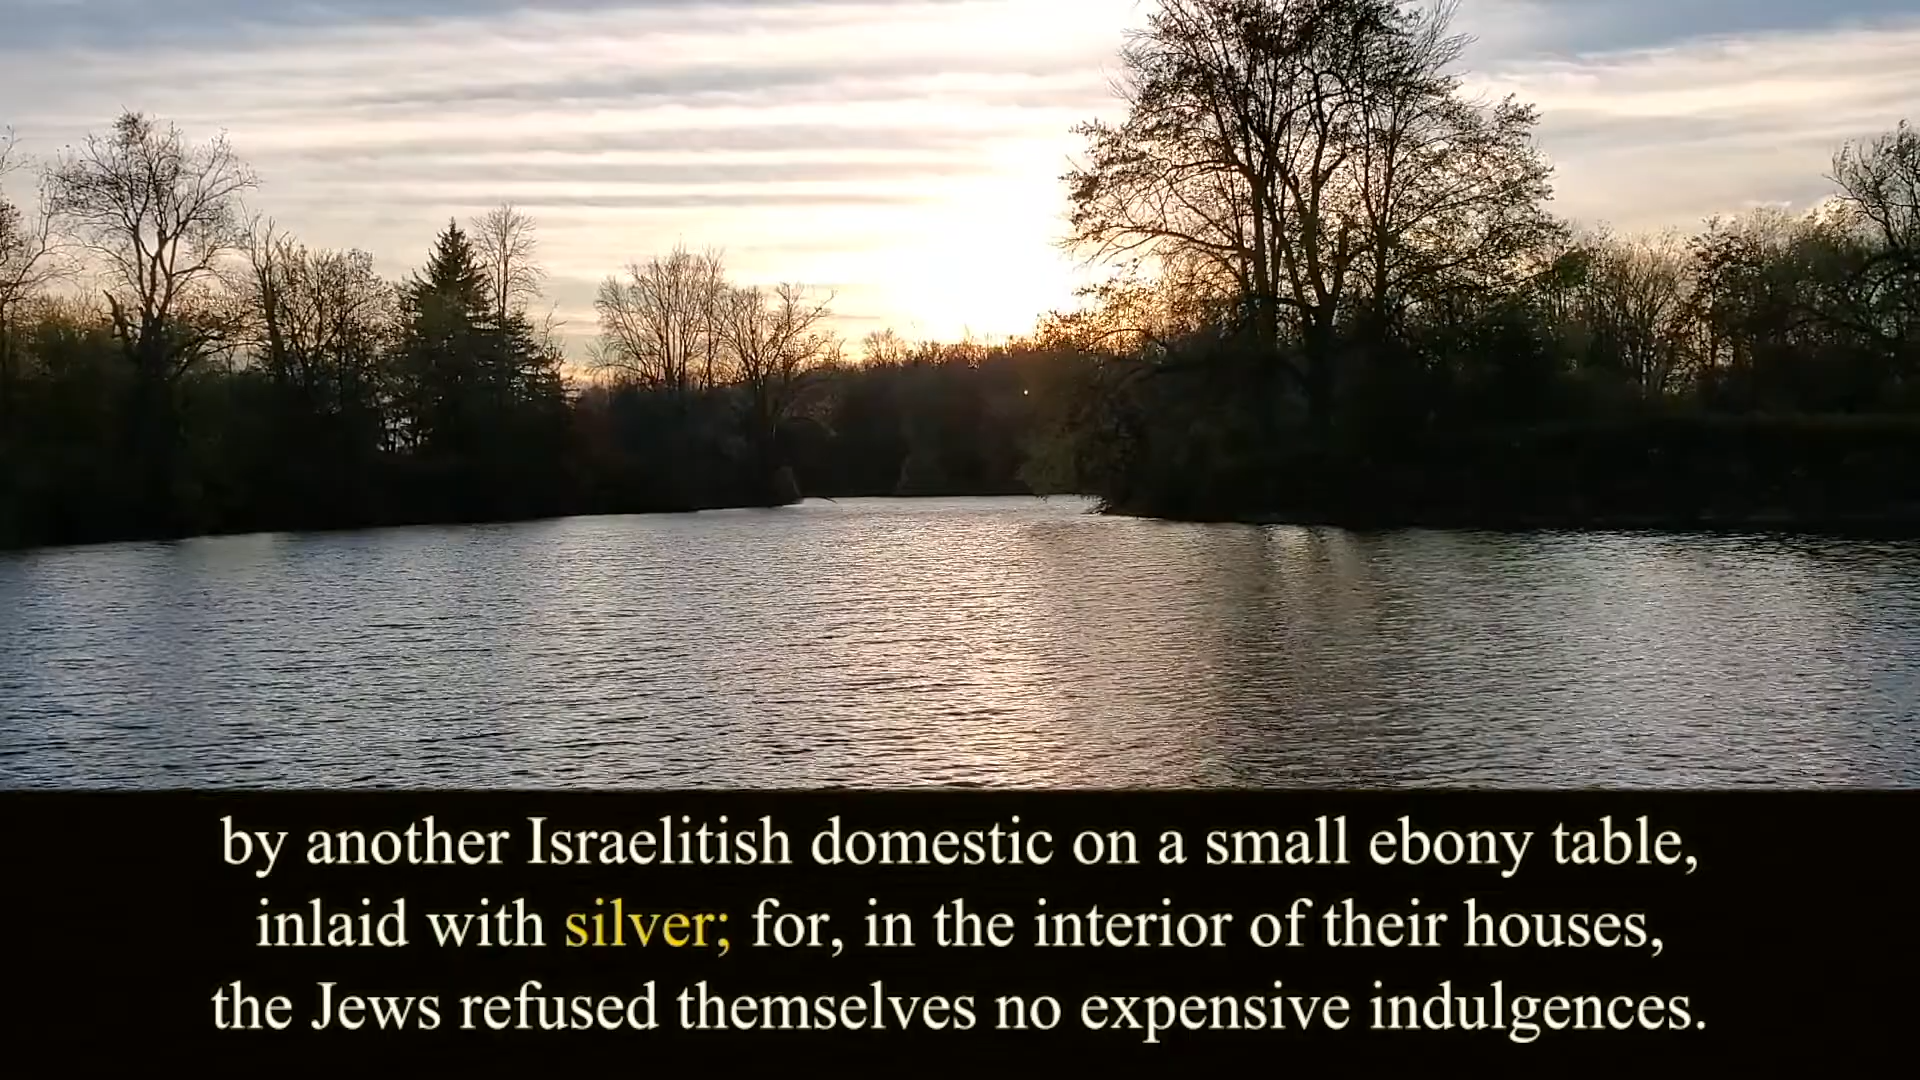 by another Israelitish domestic on a small ebony table,
inlaid with silver; for, in the interior of their houses,
the Jews refused themselves no expensive indulgences.